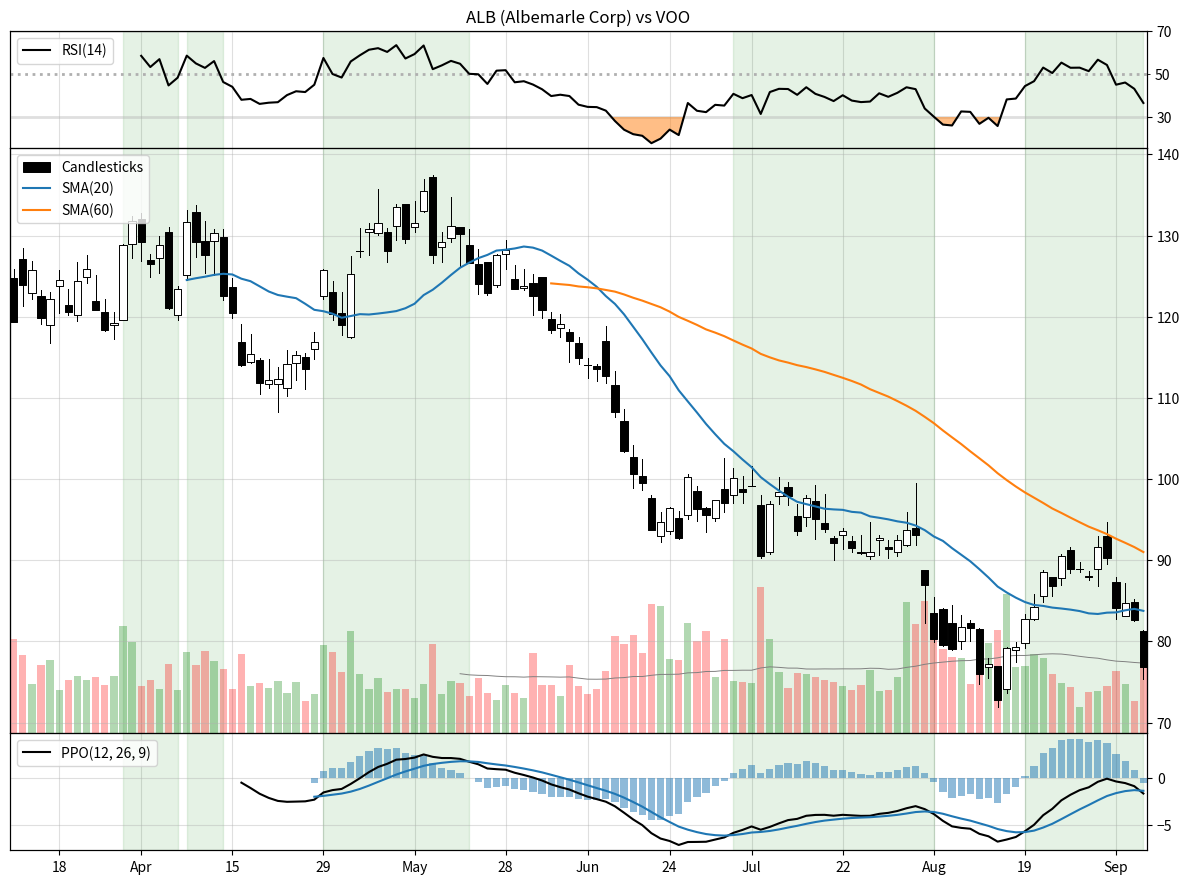 ALB (Albemarle Corp) vs VOO
RSI(14)
70
50
30
Candlesticks
SMA(20)
SMA(60)
140
130
120
110
100
90
80
70
PPO(12, 26, 9)
0
−5
18 Apr 15 29 May 28 Jun 24 Jul 22 Aug 19 Sep